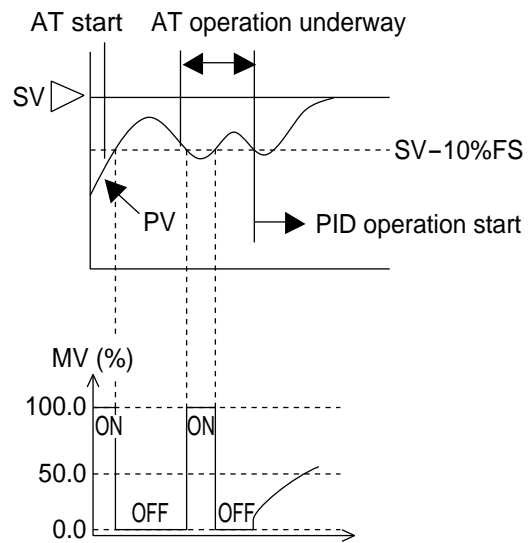 AT start
AT operation underway
SV
SV–10%FS
PV
PID operation start
MV (%)
100.0
ON
ON
50.0
OFF
OFF
0.0